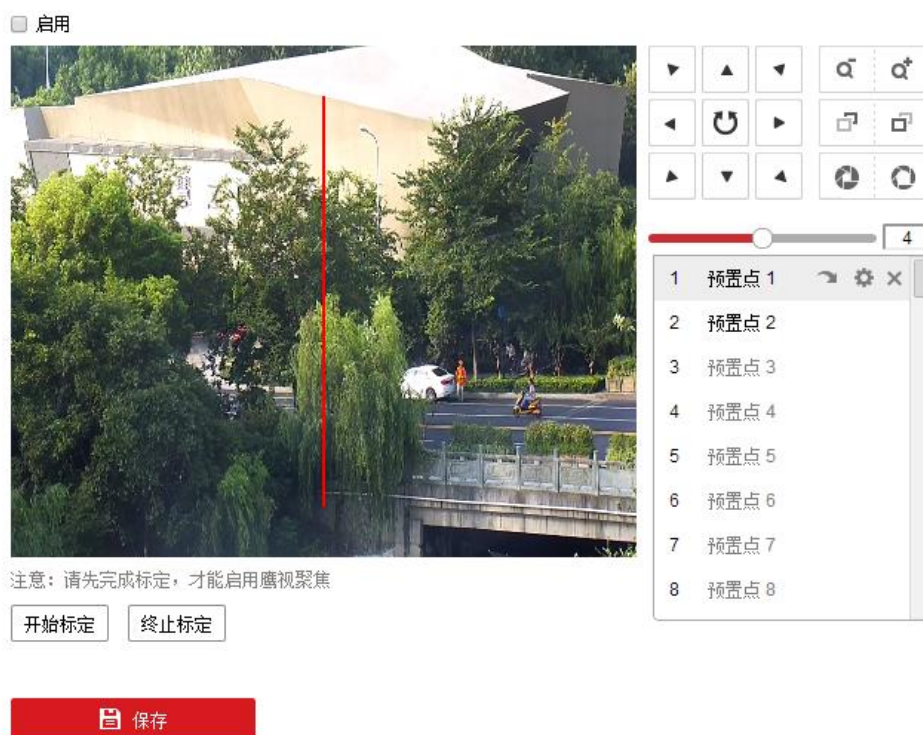 启用
4
1 预置点 1
2 预置点 2
3 预置点 3
4 预置点 4
5 预置点 5
6 预置点 6
7 预置点 7
8 预置点 8
注意：请先完成标定，才能启用鹰视聚焦
开始标定 终止标定
保存